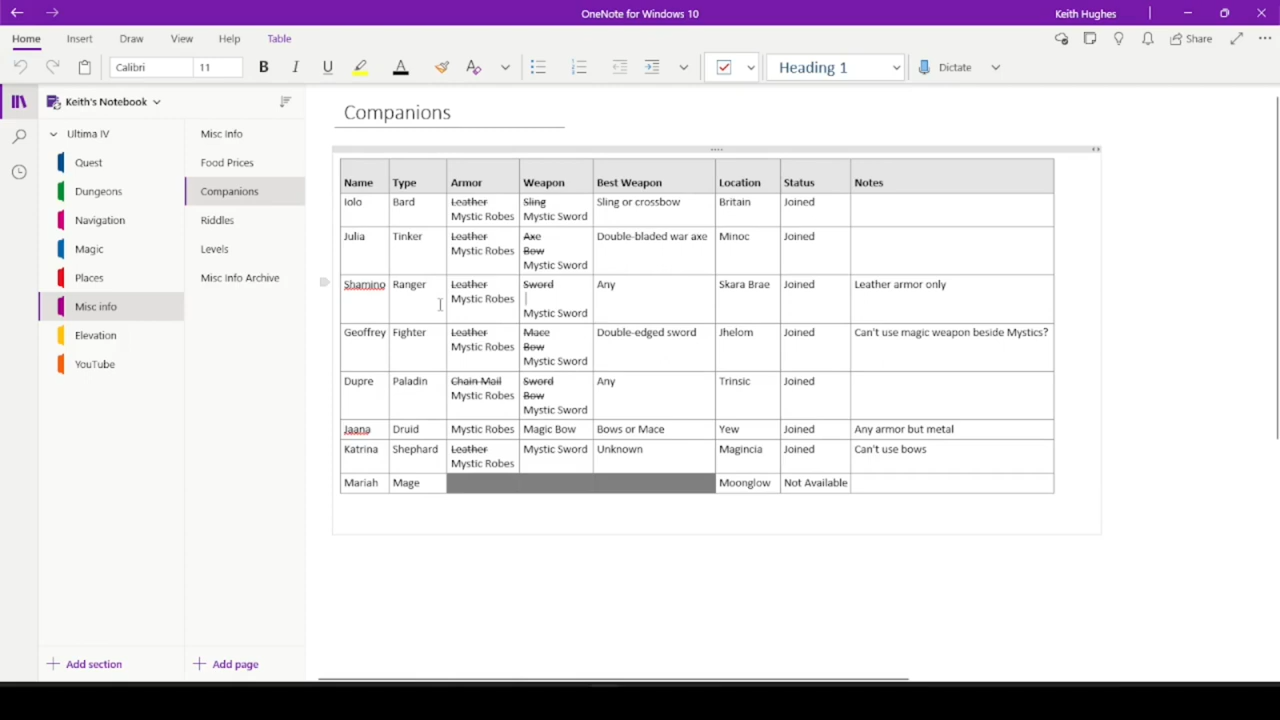 OneNote for Windows 10
Keith Hughes
Home Insert Draw View Help Table
Share
Calibri 11 B I U A A Heading 1 Dictate
Keith's Notebook
Ultima IV
Quest
Dungeons
Navigation
Magic
Places
Misc info
Elevation
YouTube
Add section
Misc Info
Food Prices
Companions
Riddles
Levels
Misc Info Archive
Add page
Companions
Name Type Armor Weapon Best Weapon Location Status Notes
Iolo Bard Leather Sling Sling or crossbow Britain Joined
Mystic Robes Mystic Sword
Julia Tinker Leather Axe Double-bladed war axe Minoc Joined
Mystic Robes Bow
Mystic Sword
Shamino Ranger Leather Sword Any Skara Brae Joined Leather armor only
Mystic Robes
Mystic Sword
Geoffrey Fighter Leather Mace Double-edged sword Jhelom Joined Can't use magic weapon beside Mystics?
Mystic Robes Bow
Mystic Sword
Dupre Paladin Chain Mail Sword Any Trinsic Joined
Mystic Robes Bow
Mystic Sword
Jaana Druid Mystic Robes Magic Bow Bows or Mace Yew Joined Any armor but metal
Katrina Shephard Leather Mystic Sword Unknown Magincia Joined Can't use bows
Mystic Robes
Mariah Mage Moonglow Not Available